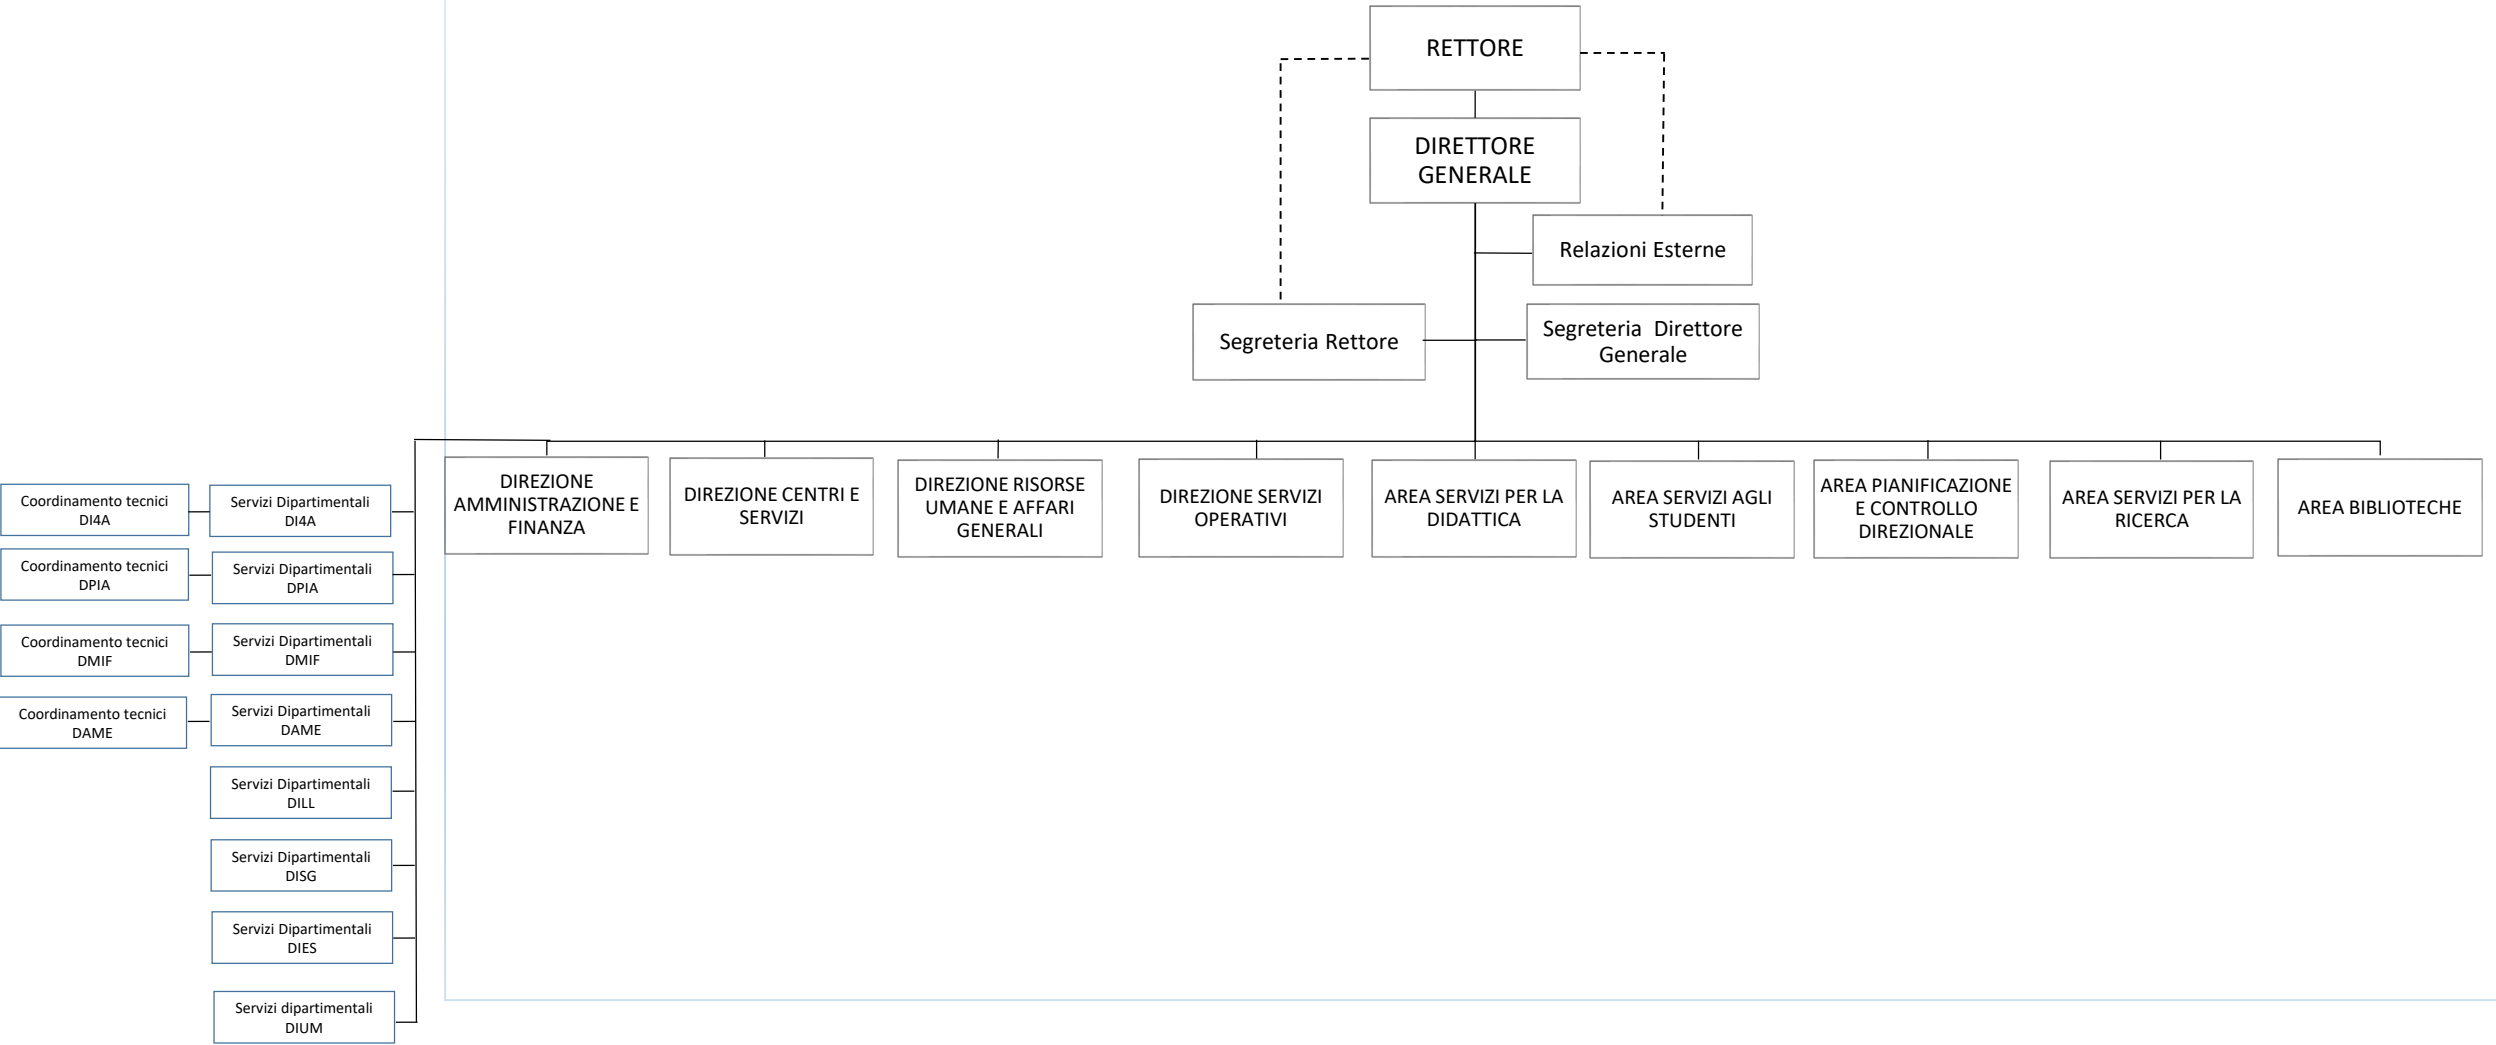 RETTORE
DIRETTORE
GENERALE
Relazioni Esterne
Segreteria Rettore
Segreteria Direttore
Generale
DIREZIONE
AMMINISTRAZIONE E
FINANZA
DIREZIONE CENTRI E
SERVIZI
DIREZIONE RISORSE
UMANE E AFFARI
GENERALI
DIREZIONE SERVIZI
OPERATIVI
AREA SERVIZI PER LA
DIDATTICA
AREA SERVIZI AGLI
STUDENTI
AREA PIANIFICAZIONE
E CONTROLLO
DIREZIONALE
AREA SERVIZI PER LA
RICERCA
AREA BIBLIOTECHE
Coordinamento tecnici
DI4A
Servizi Dipartimentali
DI4A
Coordinamento tecnici
DPIA
Servizi Dipartimentali
DPIA
Coordinamento tecnici
DMIF
Servizi Dipartimentali
DMIF
Coordinamento tecnici
DAME
Servizi Dipartimentali
DAME
Servizi Dipartimentali
DILL
Servizi Dipartimentali
DISG
Servizi Dipartimentali
DIES
Servizi dipartimentali
DIUM